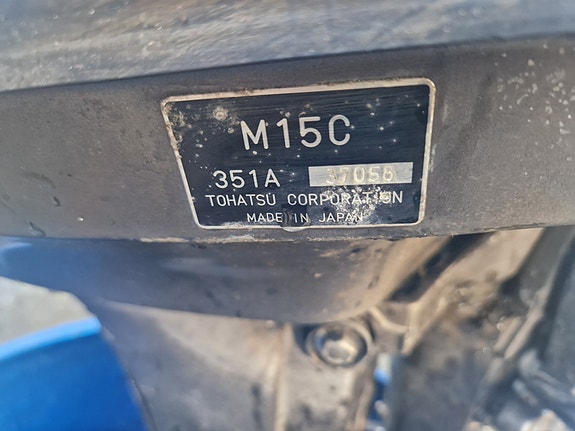 M15C
351A 37056
TOHATSU CORPORATION
MADE IN JAPAN